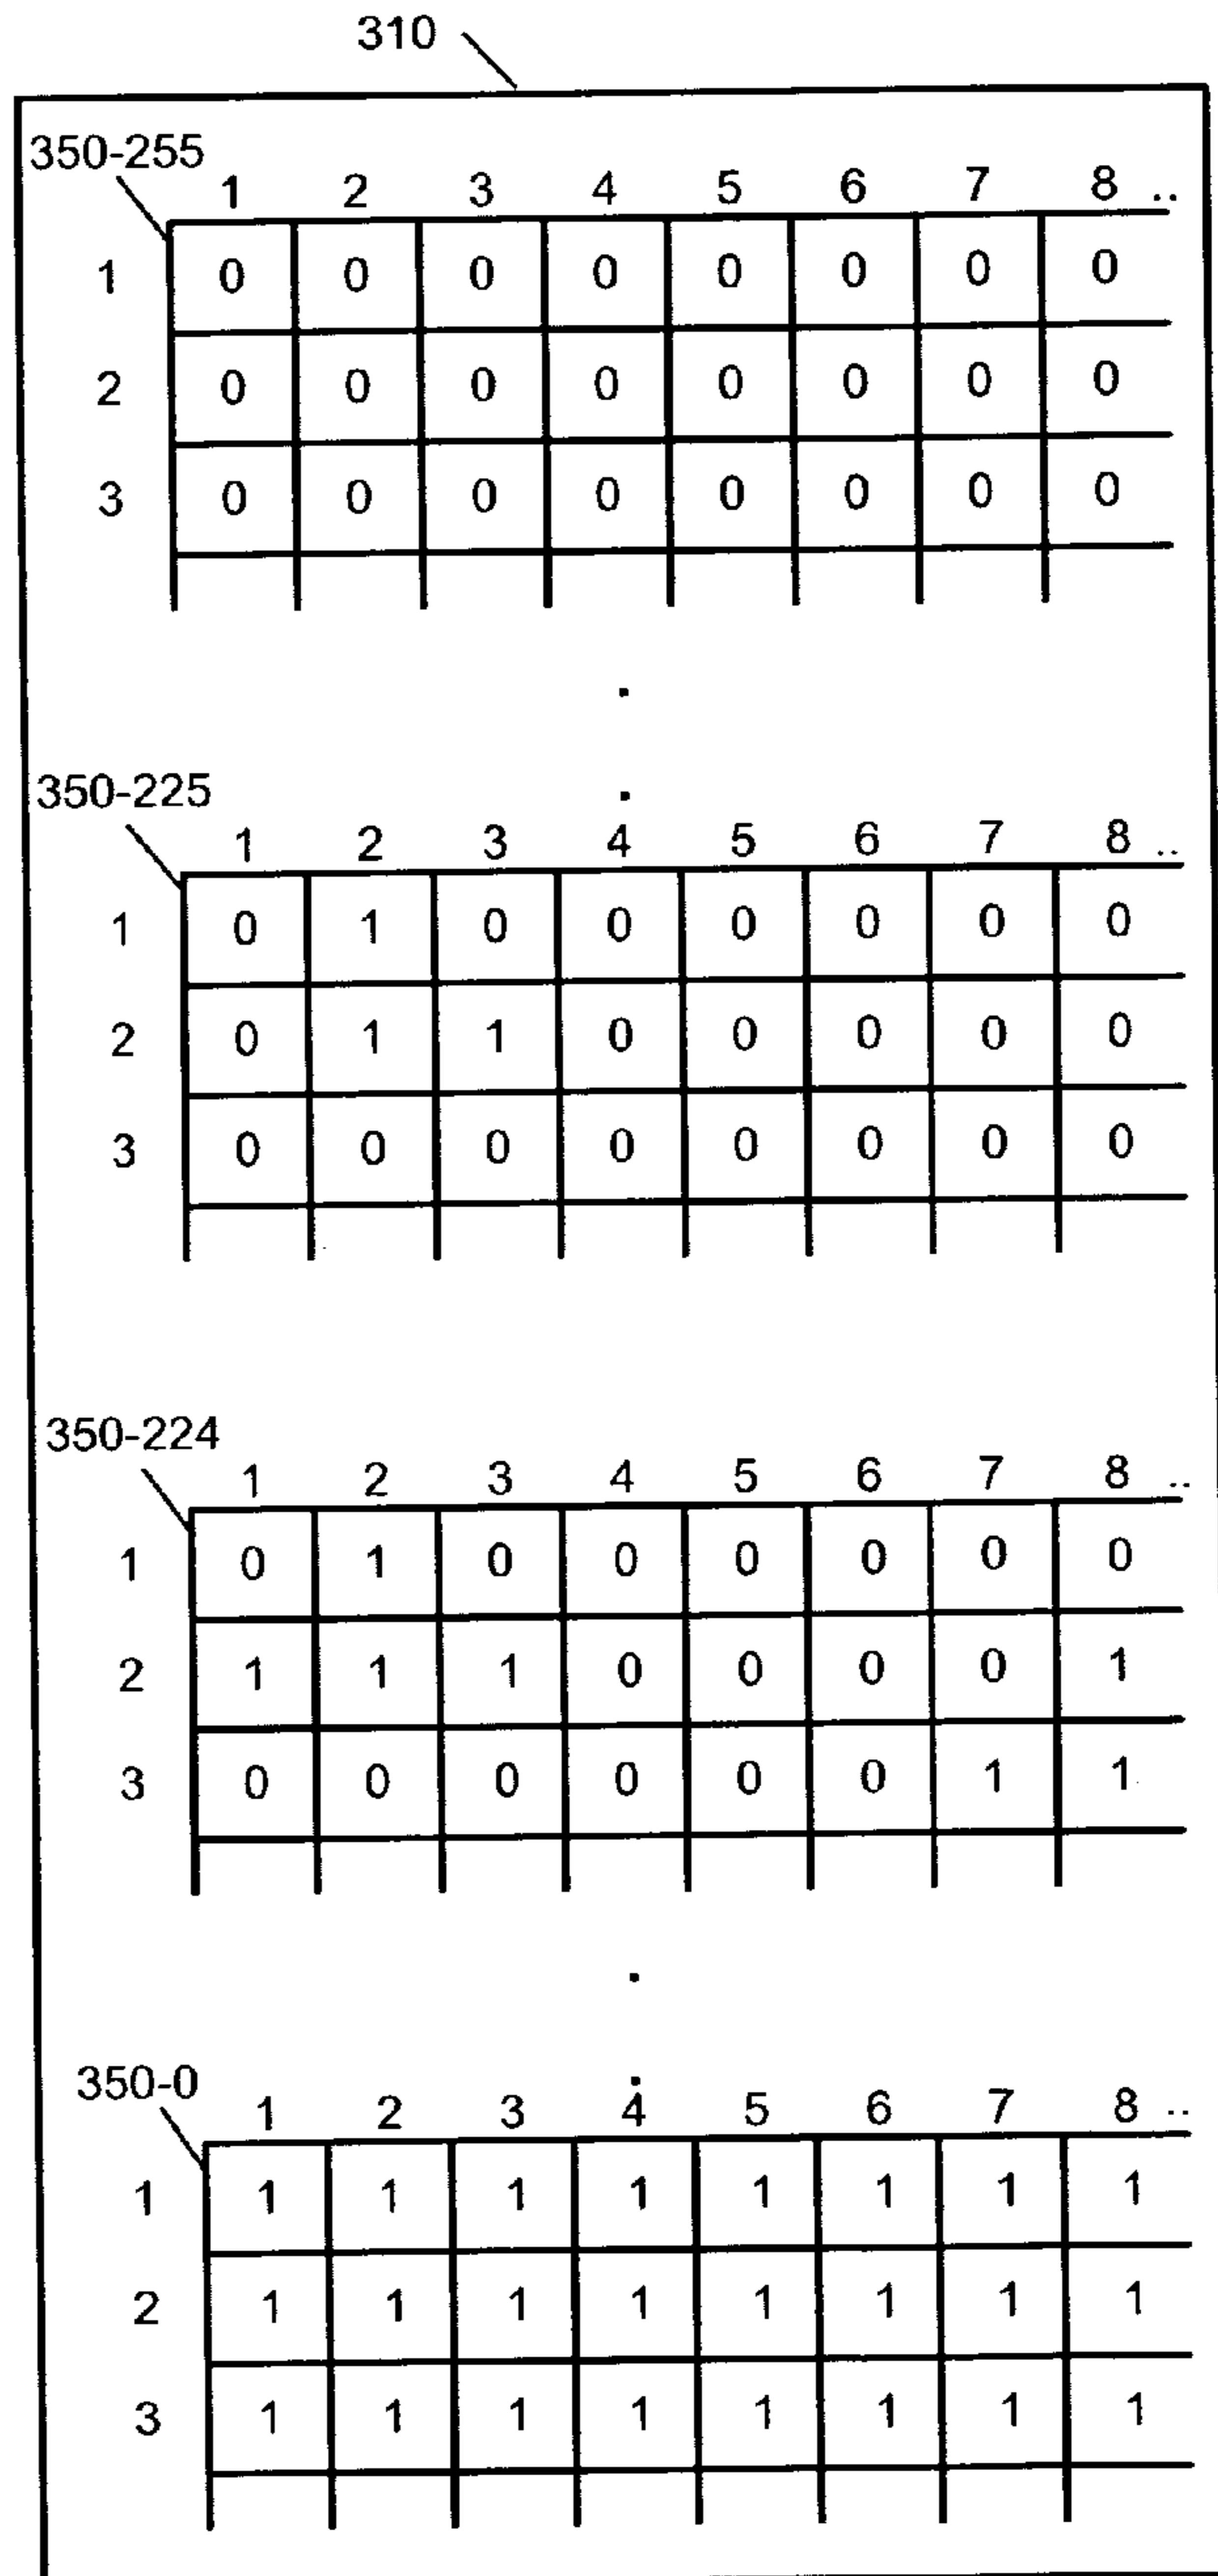 310
350-255
1 2 3 4 5 6 7 8 ..
1 0 0 0 0 0 0 0 0
2 0 0 0 0 0 0 0 0
3 0 0 0 0 0 0 0 0
.
.
350-225
1 2 3 4 5 6 7 8 ..
1 0 1 0 0 0 0 0 0
2 0 1 1 0 0 0 0 0
3 0 0 0 0 0 0 0 0
350-224
1 2 3 4 5 6 7 8 ..
1 0 1 0 0 0 0 0 0
2 1 1 1 0 0 0 0 1
3 0 0 0 0 0 0 1 1
.
.
350-0
1 2 3 4 5 6 7 8 ..
1 1 1 1 1 1 1 1 1
2 1 1 1 1 1 1 1 1
3 1 1 1 1 1 1 1 1